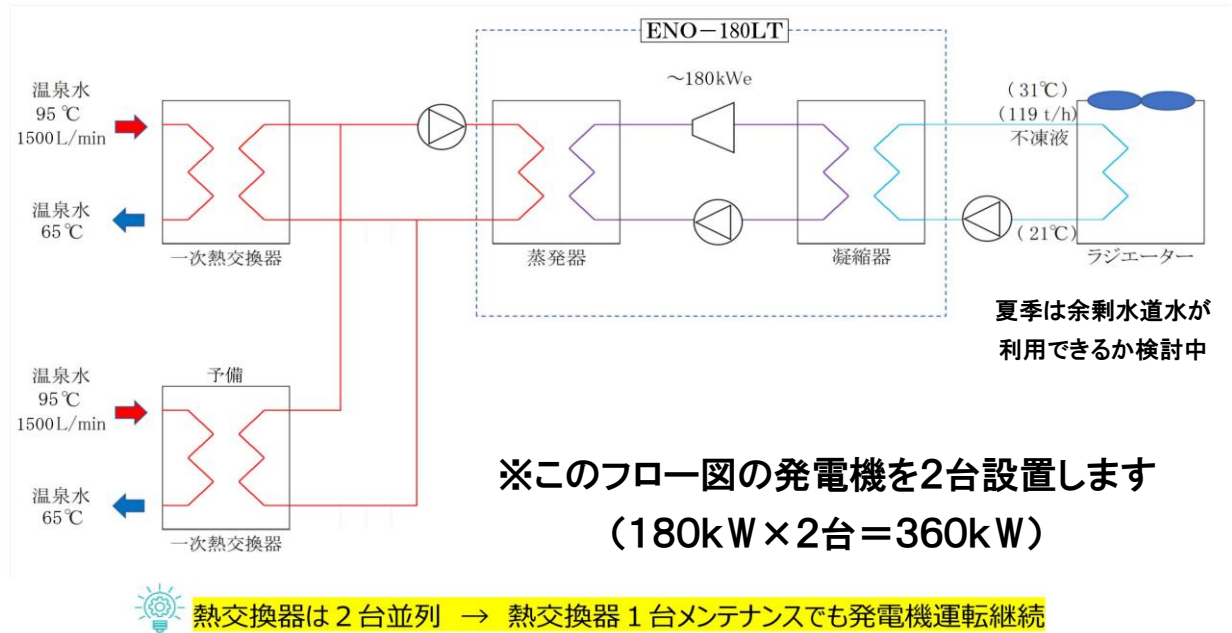 ENO－180LT
～180kWe
温泉水
95℃
1500L/min
温泉水
65℃
一次熱交換器
蒸発器
凝縮器
(31℃)
(119 t/h)
不凍液
(21℃)
ラジエーター
夏季は余剰水道水が
利用できるか検討中
予備
温泉水
95℃
1500L/min
温泉水
65℃
一次熱交換器
※このフロー図の発電機を2台設置します
（180kW×2台＝360kW）
熱交換器は２台並列 → 熱交換器１台メンテナンスでも発電機運転継続